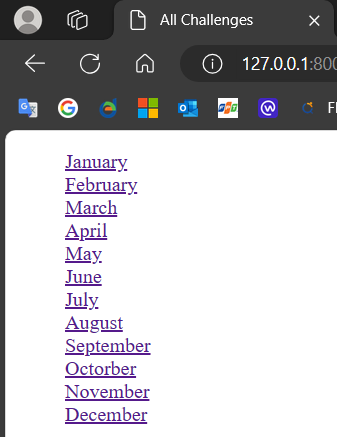 All Challenges
127.0.0.1:800
January
February
March
April
May
June
July
August
September
Octorber
November
December